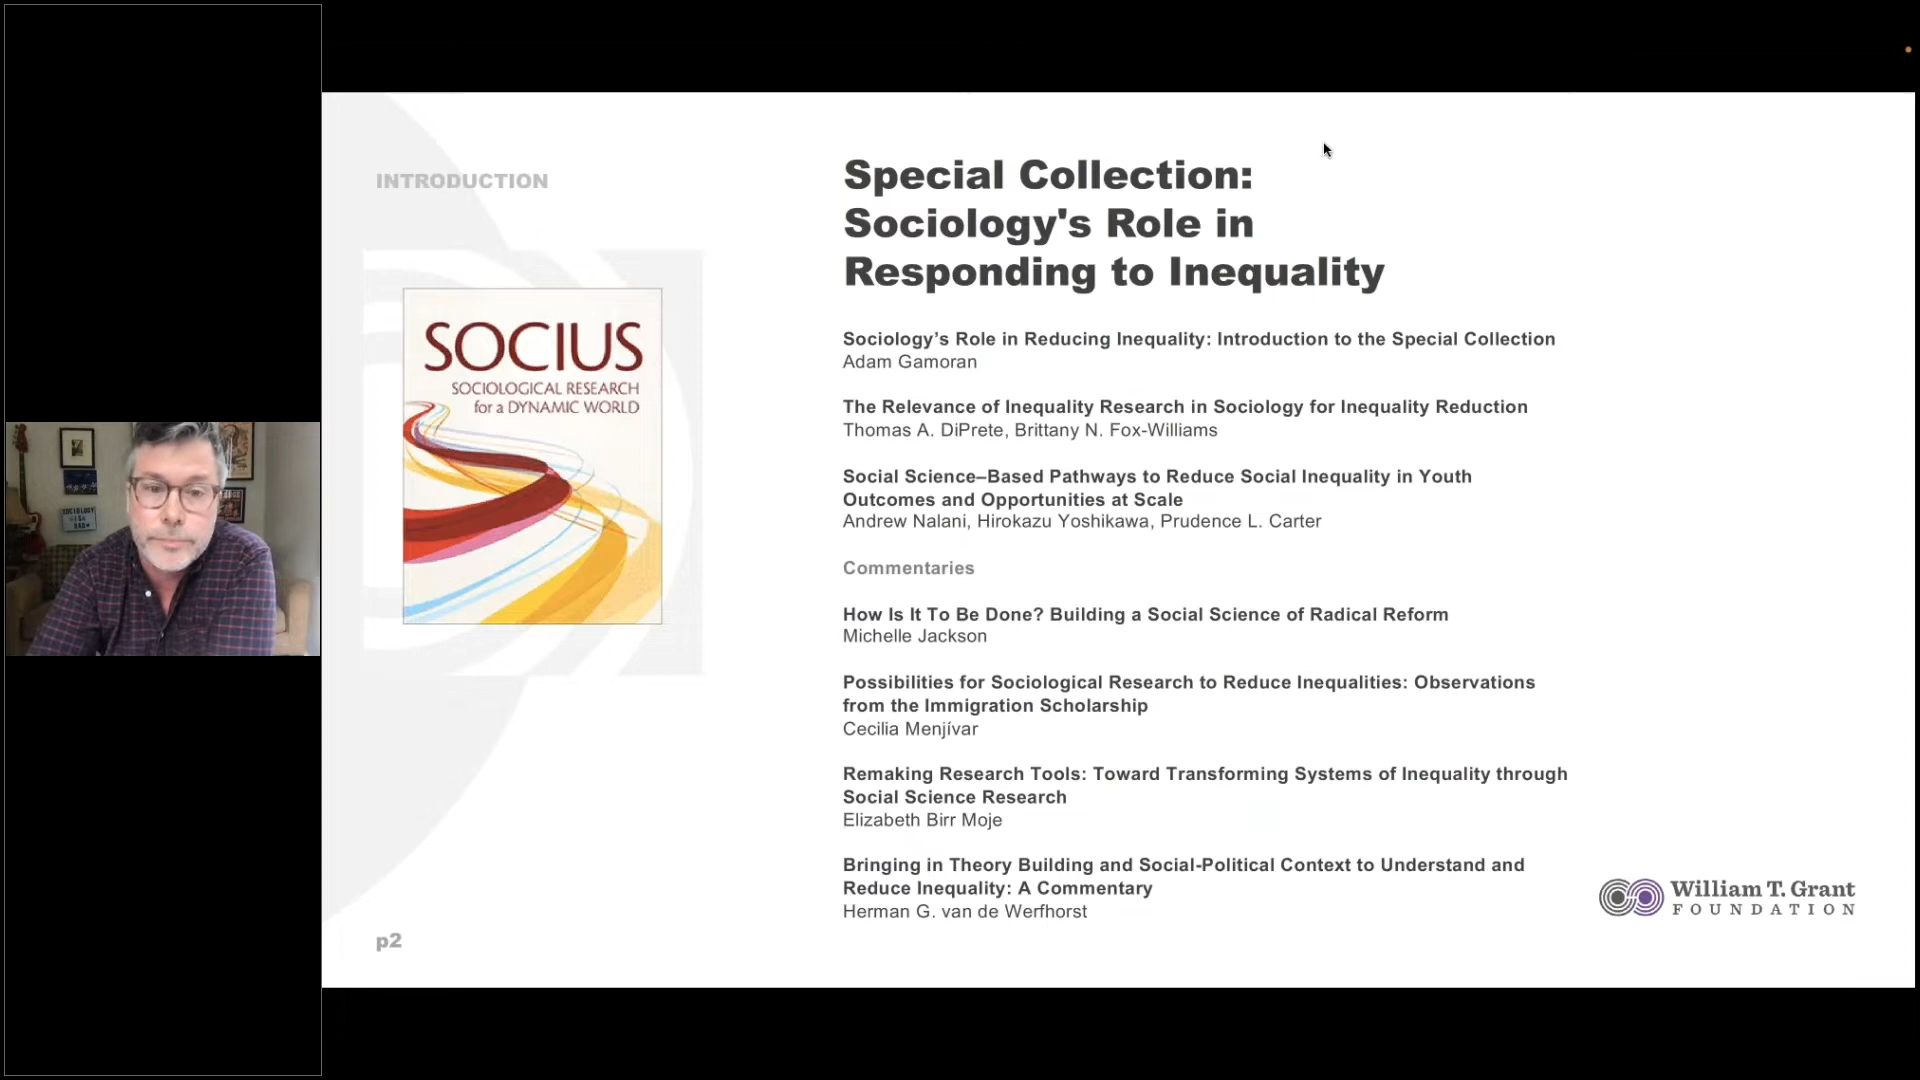 INTRODUCTION
SOCIUS
SOCIOLOGICAL RESEARCH
for a DYNAMIC WORLD
p2
Special Collection:
Sociology's Role in
Responding to Inequality
Sociology’s Role in Reducing Inequality: Introduction to the Special Collection
Adam Gamoran
The Relevance of Inequality Research in Sociology for Inequality Reduction
Thomas A. DiPrete, Brittany N. Fox-Williams
Social Science–Based Pathways to Reduce Social Inequality in Youth
Outcomes and Opportunities at Scale
Andrew Nalani, Hirokazu Yoshikawa, Prudence L. Carter
Commentaries
How Is It To Be Done? Building a Social Science of Radical Reform
Michelle Jackson
Possibilities for Sociological Research to Reduce Inequalities: Observations
from the Immigration Scholarship
Cecilia Menjívar
Remaking Research Tools: Toward Transforming Systems of Inequality through
Social Science Research
Elizabeth Birr Moje
Bringing in Theory Building and Social-Political Context to Understand and
Reduce Inequality: A Commentary
Herman G. van de Werfhorst
William T. Grant
FOUNDATION
SOCIOLOGY